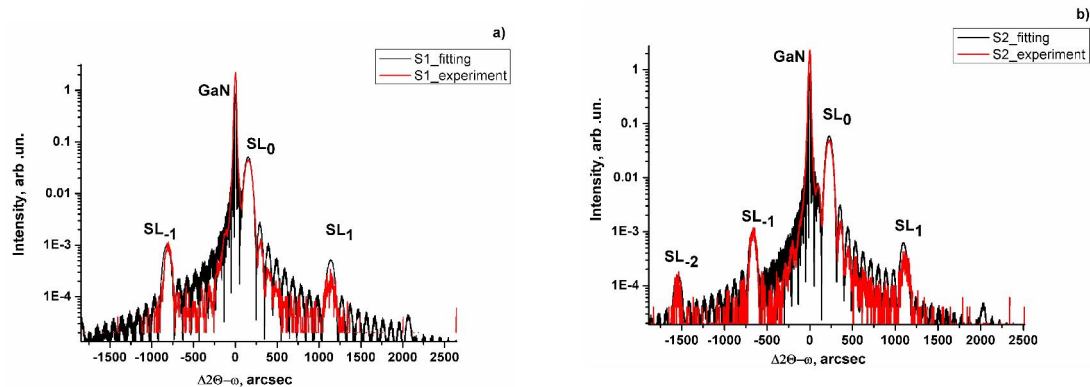 a)
S1_fitting
S1_experiment
GaN
SL0
SL-1
SL1
1
0.1
0.01
1E-3
1E-4
Intensity, arb .un.
-1500 -1000 -500 0 500 1000 1500 2000 2500
Δ2Θ−ω, arcsec
b)
S2_fitting
S2_experiment
GaN
SL0
SL-1
SL1
SL-2
1
0.1
0.01
1E-3
1E-4
Intensity, arb .un.
-1500 -1000 -500 0 500 1000 1500 2000 2500
Δ2Θ−ω, arcsec